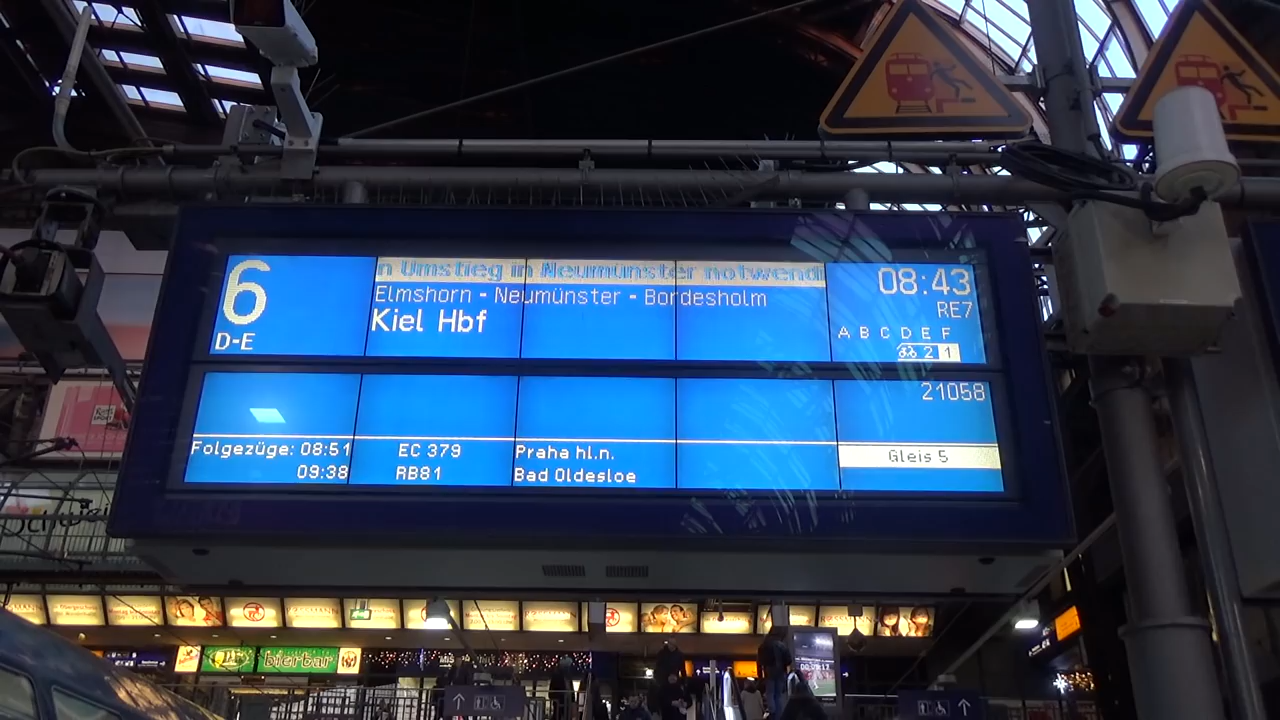 6
D-E
n Umstieg in Neumünster notwendi
Elmshorn - Neumünster - Bordesholm
Kiel Hbf
08:43
RE7
A B C D E F
2 1
21058
Folgezüge: 08:51 EC 379 Praha hl.n. Gleis 5
09:38 RB81 Bad Oldesloe
bierbar